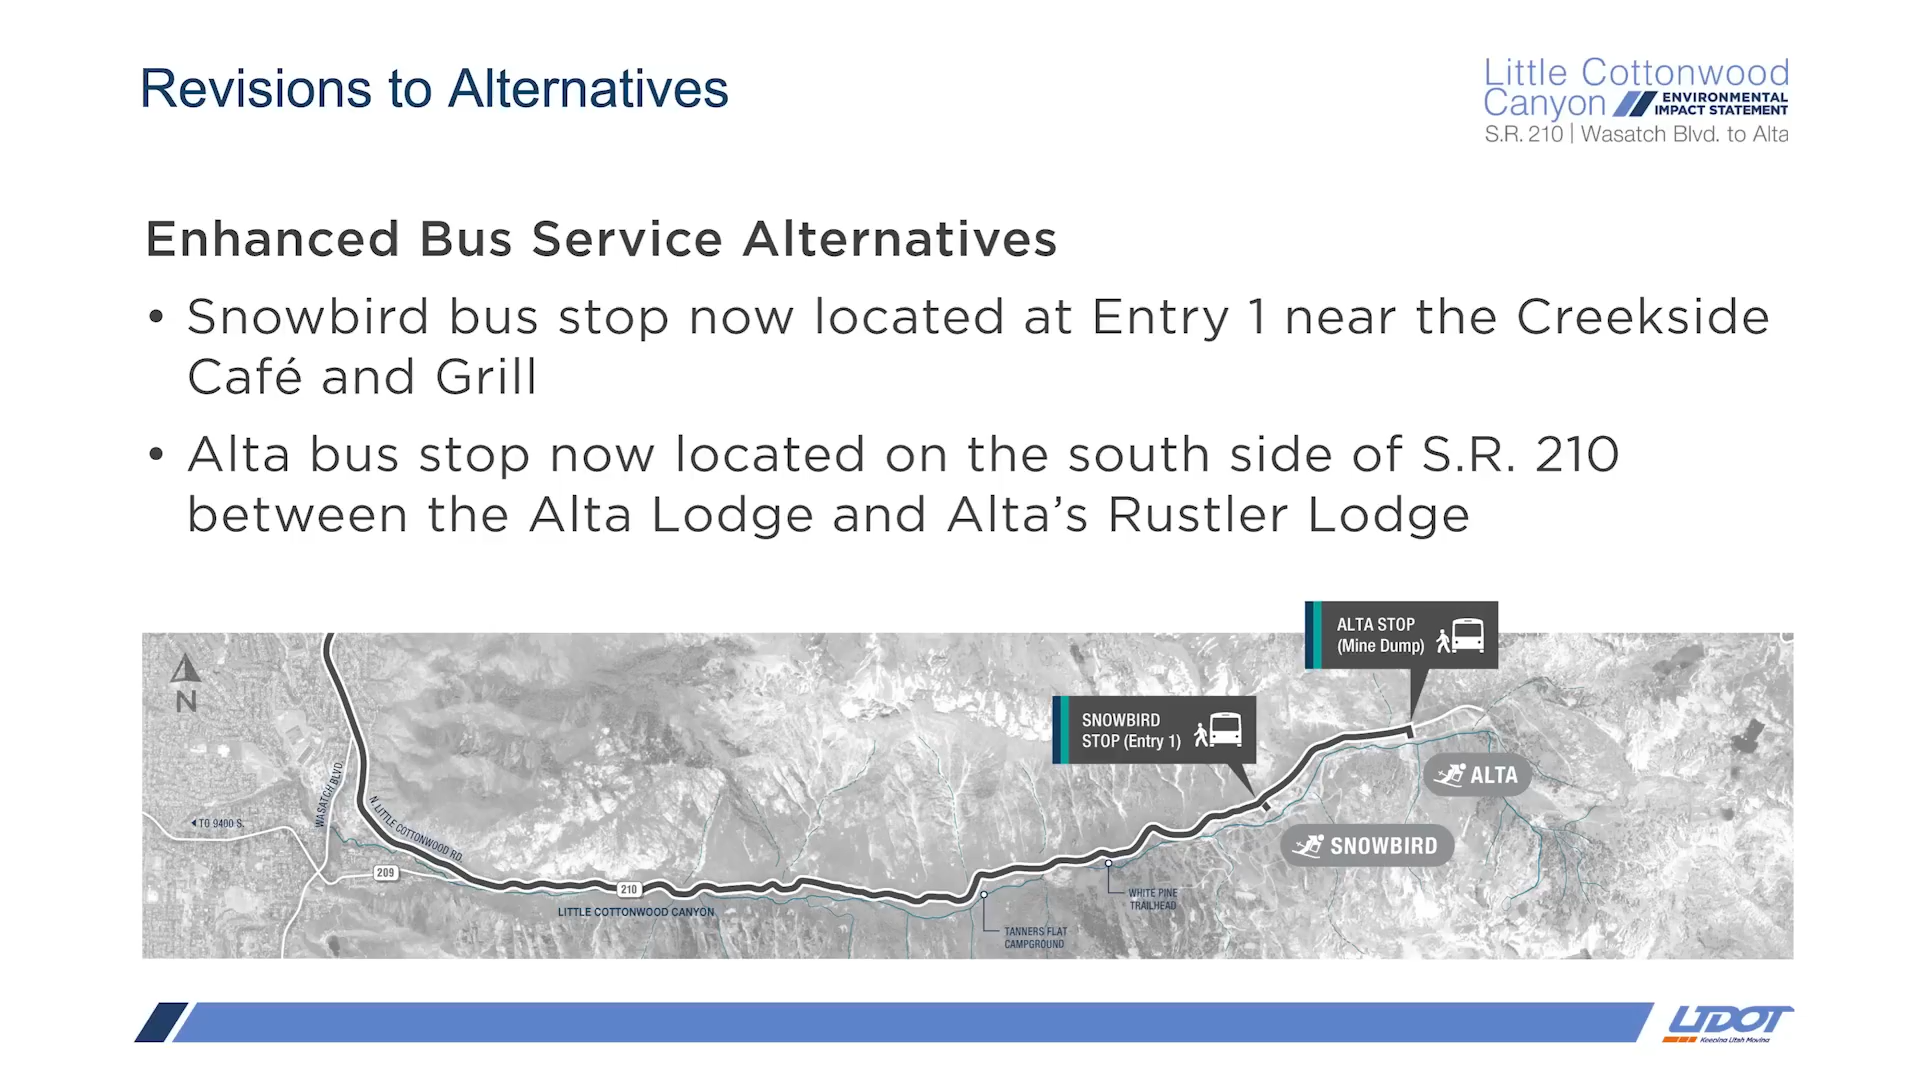 Revisions to Alternatives
Little Cottonwood
Canyon ENVIRONMENTAL
IMPACT STATEMENT
S.R. 210 | Wasatch Blvd. to Alta
Enhanced Bus Service Alternatives
• Snowbird bus stop now located at Entry 1 near the Creekside
Café and Grill
• Alta bus stop now located on the south side of S.R. 210
between the Alta Lodge and Alta’s Rustler Lodge
ALTA STOP
(Mine Dump)
SNOWBIRD
STOP (Entry 1)
N
WASATCH BLVD.
N. LITTLE COTTONWOOD RD.
TO 9400 S.
209
210
LITTLE COTTONWOOD CANYON
TANNERS FLAT
CAMPGROUND
WHITE PINE
TRAILHEAD
ALTA
SNOWBIRD
UDOT
Keeping Utah Moving